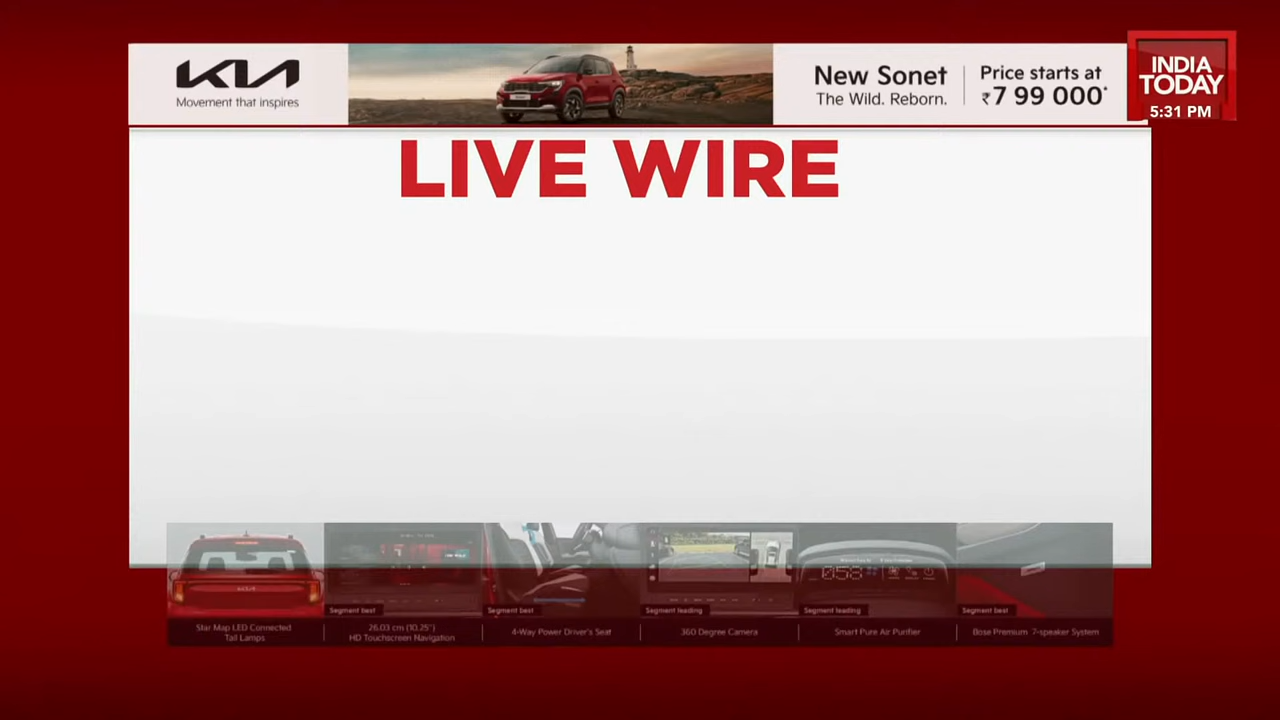 KIA
Movement that inspires
New Sonet
The Wild. Reborn.
Price starts at
₹7 99 000*
INDIA
TODAY
5:31 PM
LIVE WIRE
058
Segment best
Segment best
Segment leading
Segment leading
Segment best
Star Map LED Connected
Tail Lamps
26.03 cm (10.25")
HD Touchscreen Navigation
4-Way Power Driver's Seat
360 Degree Camera
Smart Pure Air Purifier
Bose Premium 7-speaker System